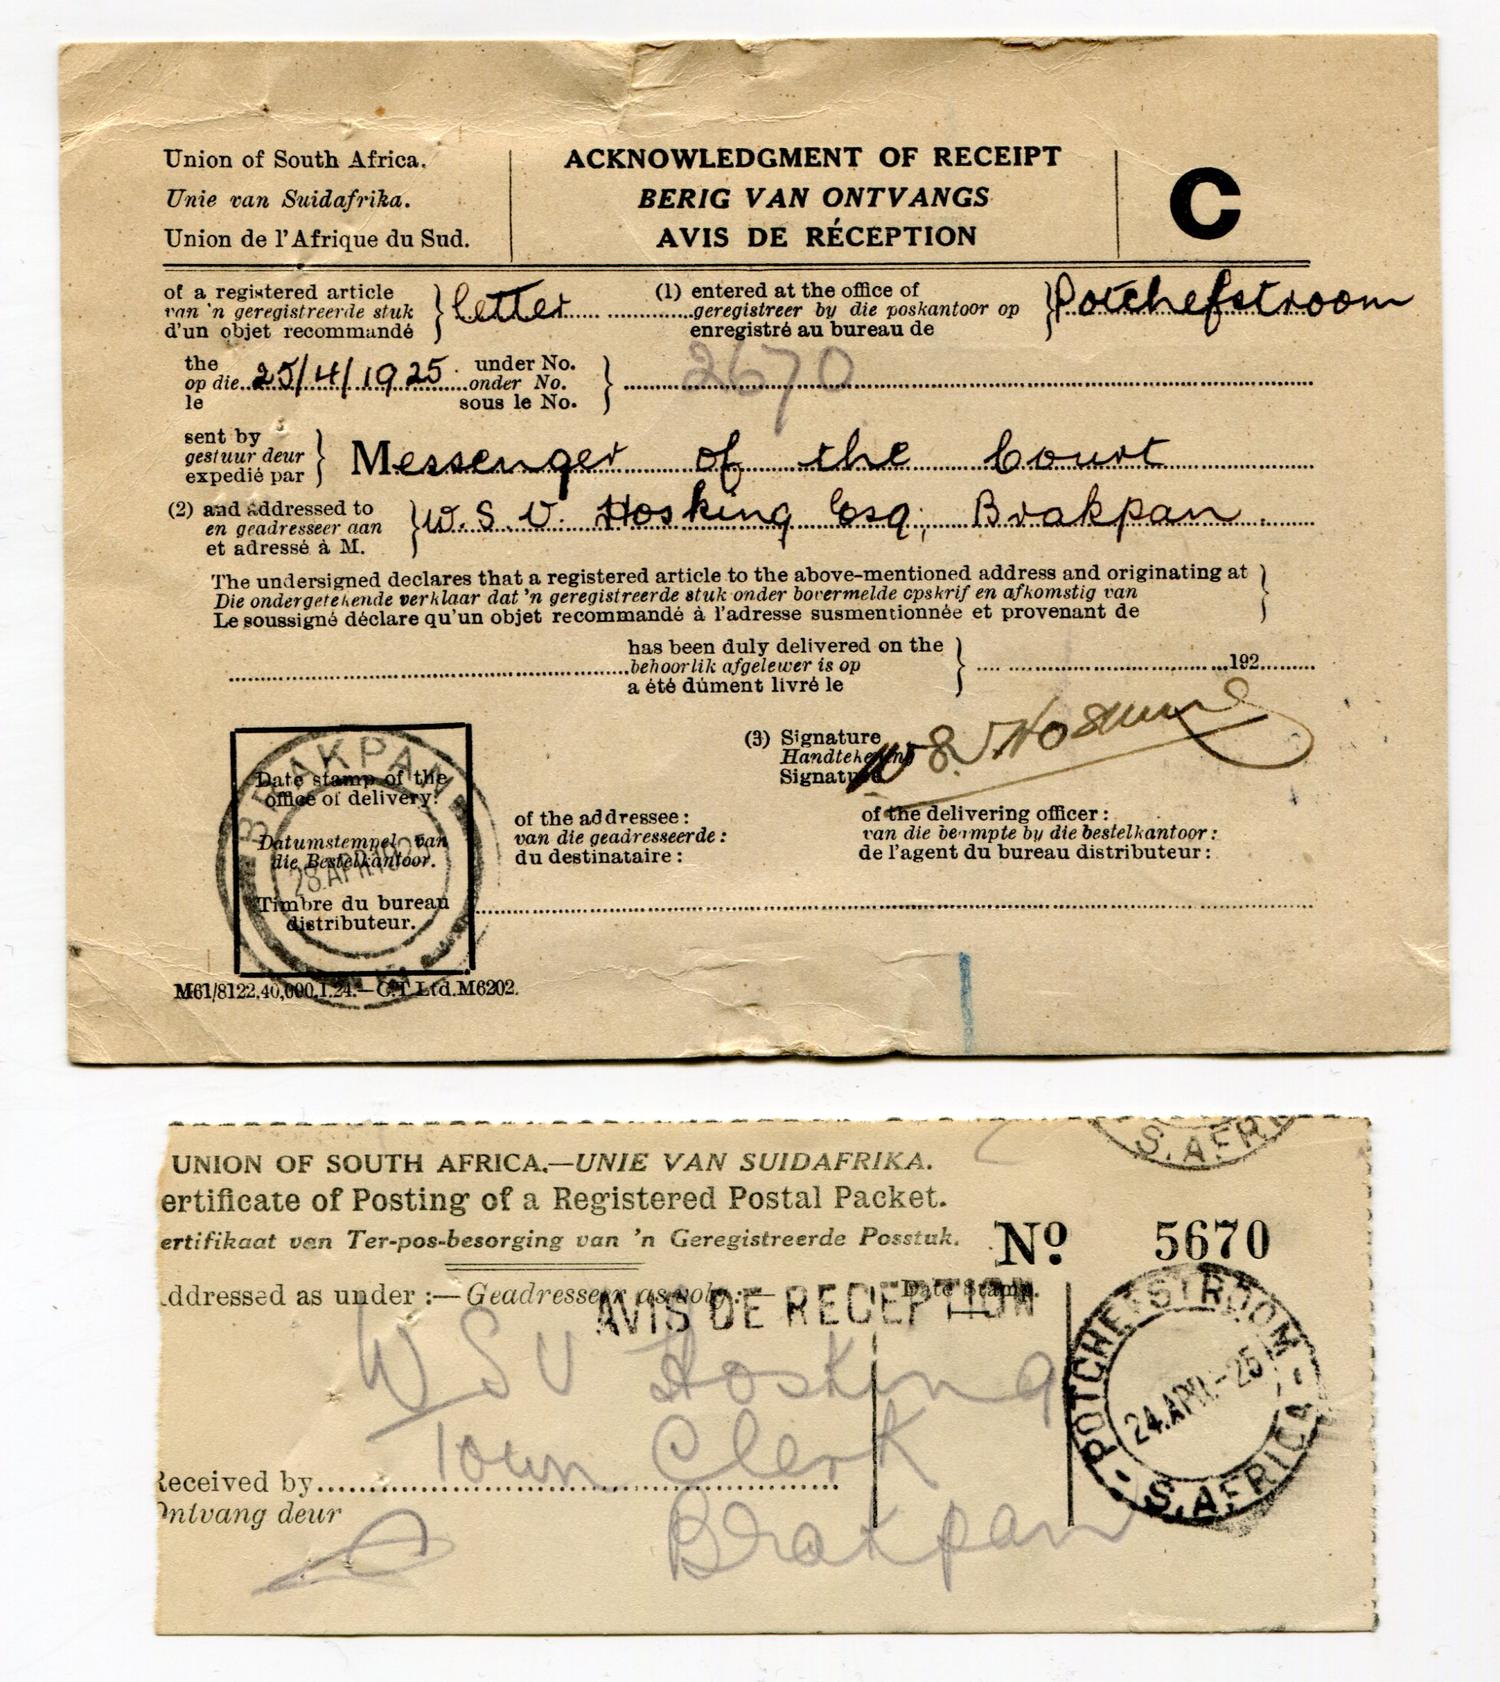 Union of South Africa.
Unie van Suidafrika.
Union de l'Afrique du Sud.
ACKNOWLEDGMENT OF RECEIPT
BERIG VAN ONTVANGS
AVIS DE RÉCEPTION
C
of a registered article
van 'n geregistreerde stuk
d'un objet recommandé
letter
(1) entered at the office of
geregistreer by die poskantoor op
enregistré au bureau de
Potchefstroom
the
op die 25/4/1925
le
under No.
onder No.
sous le No.
2670
sent by
gestuur deur
expedié par
Messenger of the Court
(2) and addressed to
en geadresseer aan
et adressé à M.
W. S. V. Hosking Esq; Brakpan.
The undersigned declares that a registered article to the above-mentioned address and originating at
Die ondergetekende verklaar dat 'n geregistreerde stuk onder bovermelde opskrif en afkomstig van
Le soussigné déclare qu'un objet recommandé à l'adresse susmentionnée et provenant de
has been duly delivered on the
behoorlik afgelewer is op
a été dûment livré le
192
(3) Signature
Handtekening
Signature
W S V Hosking
of the addressee:
van die geadresseerde:
du destinataire:
of the delivering officer:
van die beampte by die bestelkantoor:
de l'agent du bureau distributeur:
BRAKPAN
Date stamp of the
office of delivery:
Datumstempel van
die Bestelkantoor.
28 APR
Timbre du bureau
distributeur.
M61/8122.40,000.1.24.—C.T.Ltd.M6202.
S. AFRI
UNION OF SOUTH AFRICA.—UNIE VAN SUIDAFRIKA.
ertificate of Posting of a Registered Postal Packet.
ertifikaat van Ter-pos-besorging van 'n Geregistreerde Posstuk.
No 5670
ddressed as under:—Geadresseer as volg:—
Date Stamp.
AVIS DE RECEPTION
W S V Hosking
Town Clerk
Brakpan
Received by
Ontvang deur
POTCHEFSTROOM
24.APR.-25
S. AFRICA